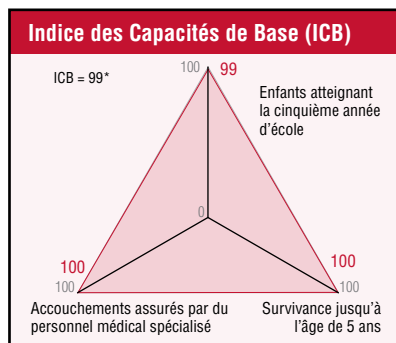 Indice des Capacités de Base (ICB)
ICB = 99*
100
99
Enfants atteignant
la cinquième année
d'école
0
100
100
100
100
Accouchements assurés par du
personnel médical spécialisé
Survivance jusqu'à
l'âge de 5 ans